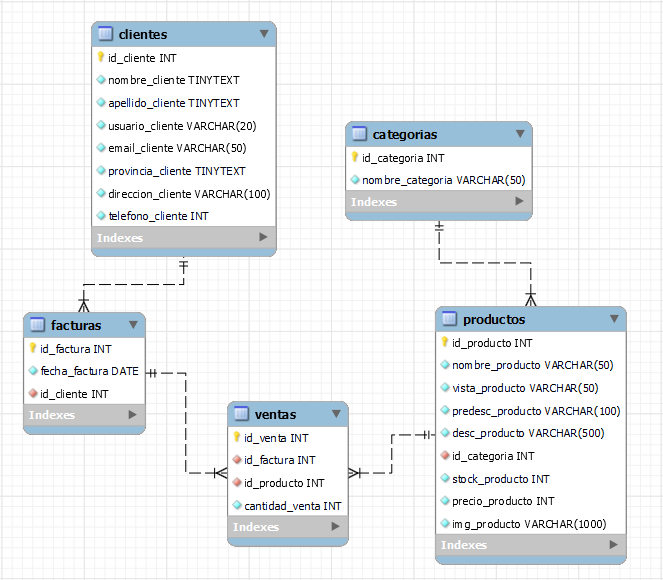 clientes
id_cliente INT
nombre_cliente TINYTEXT
apellido_cliente TINYTEXT
usuario_cliente VARCHAR(20)
email_cliente VARCHAR(50)
provincia_cliente TINYTEXT
direccion_cliente VARCHAR(100)
telefono_cliente INT
Indexes
categorias
id_categoria INT
nombre_categoria VARCHAR(50)
Indexes
facturas
id_factura INT
fecha_factura DATE
id_cliente INT
Indexes
ventas
id_venta INT
id_factura INT
id_producto INT
cantidad_venta INT
Indexes
productos
id_producto INT
nombre_producto VARCHAR(50)
vista_producto VARCHAR(50)
predesc_producto VARCHAR(100)
desc_producto VARCHAR(500)
id_categoria INT
stock_producto INT
precio_producto INT
img_producto VARCHAR(1000)
Indexes